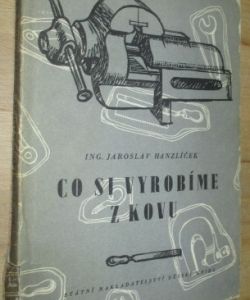 ING. JAROSLAV HANZLÍČEK
CO SI VYROBÍME
Z KOVU
STÁTNÍ NAKLADATELSTVÍ DĚTSKÉ KNIHY